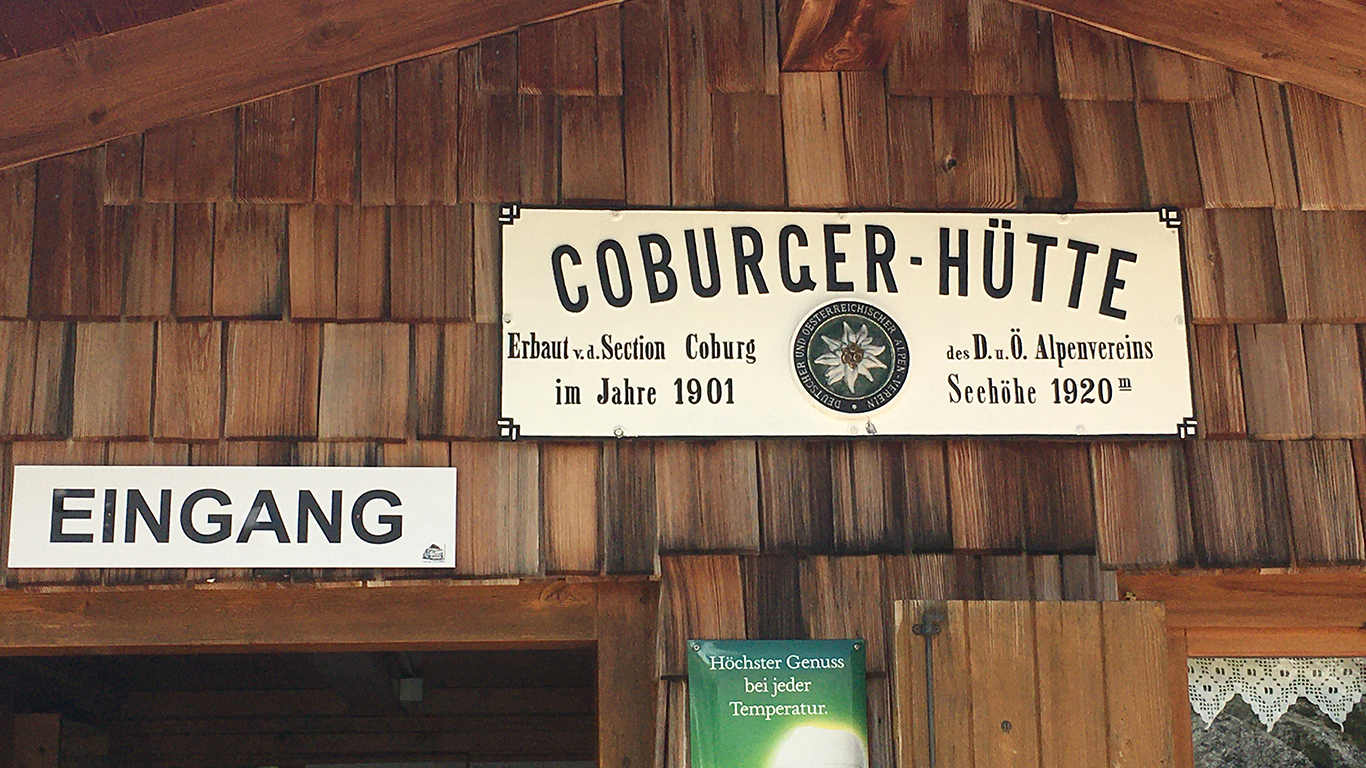 COBURGER-HÜTTE
Erbaut v.d. Section Coburg
im Jahre 1901
DEUTSCHER UND OESTERREICHISCHER ALPEN-VEREIN
des D. u. Ö. Alpenvereins
Seehöhe 1920 m
EINGANG
Höchster Genuss
bei jeder
Temperatur.